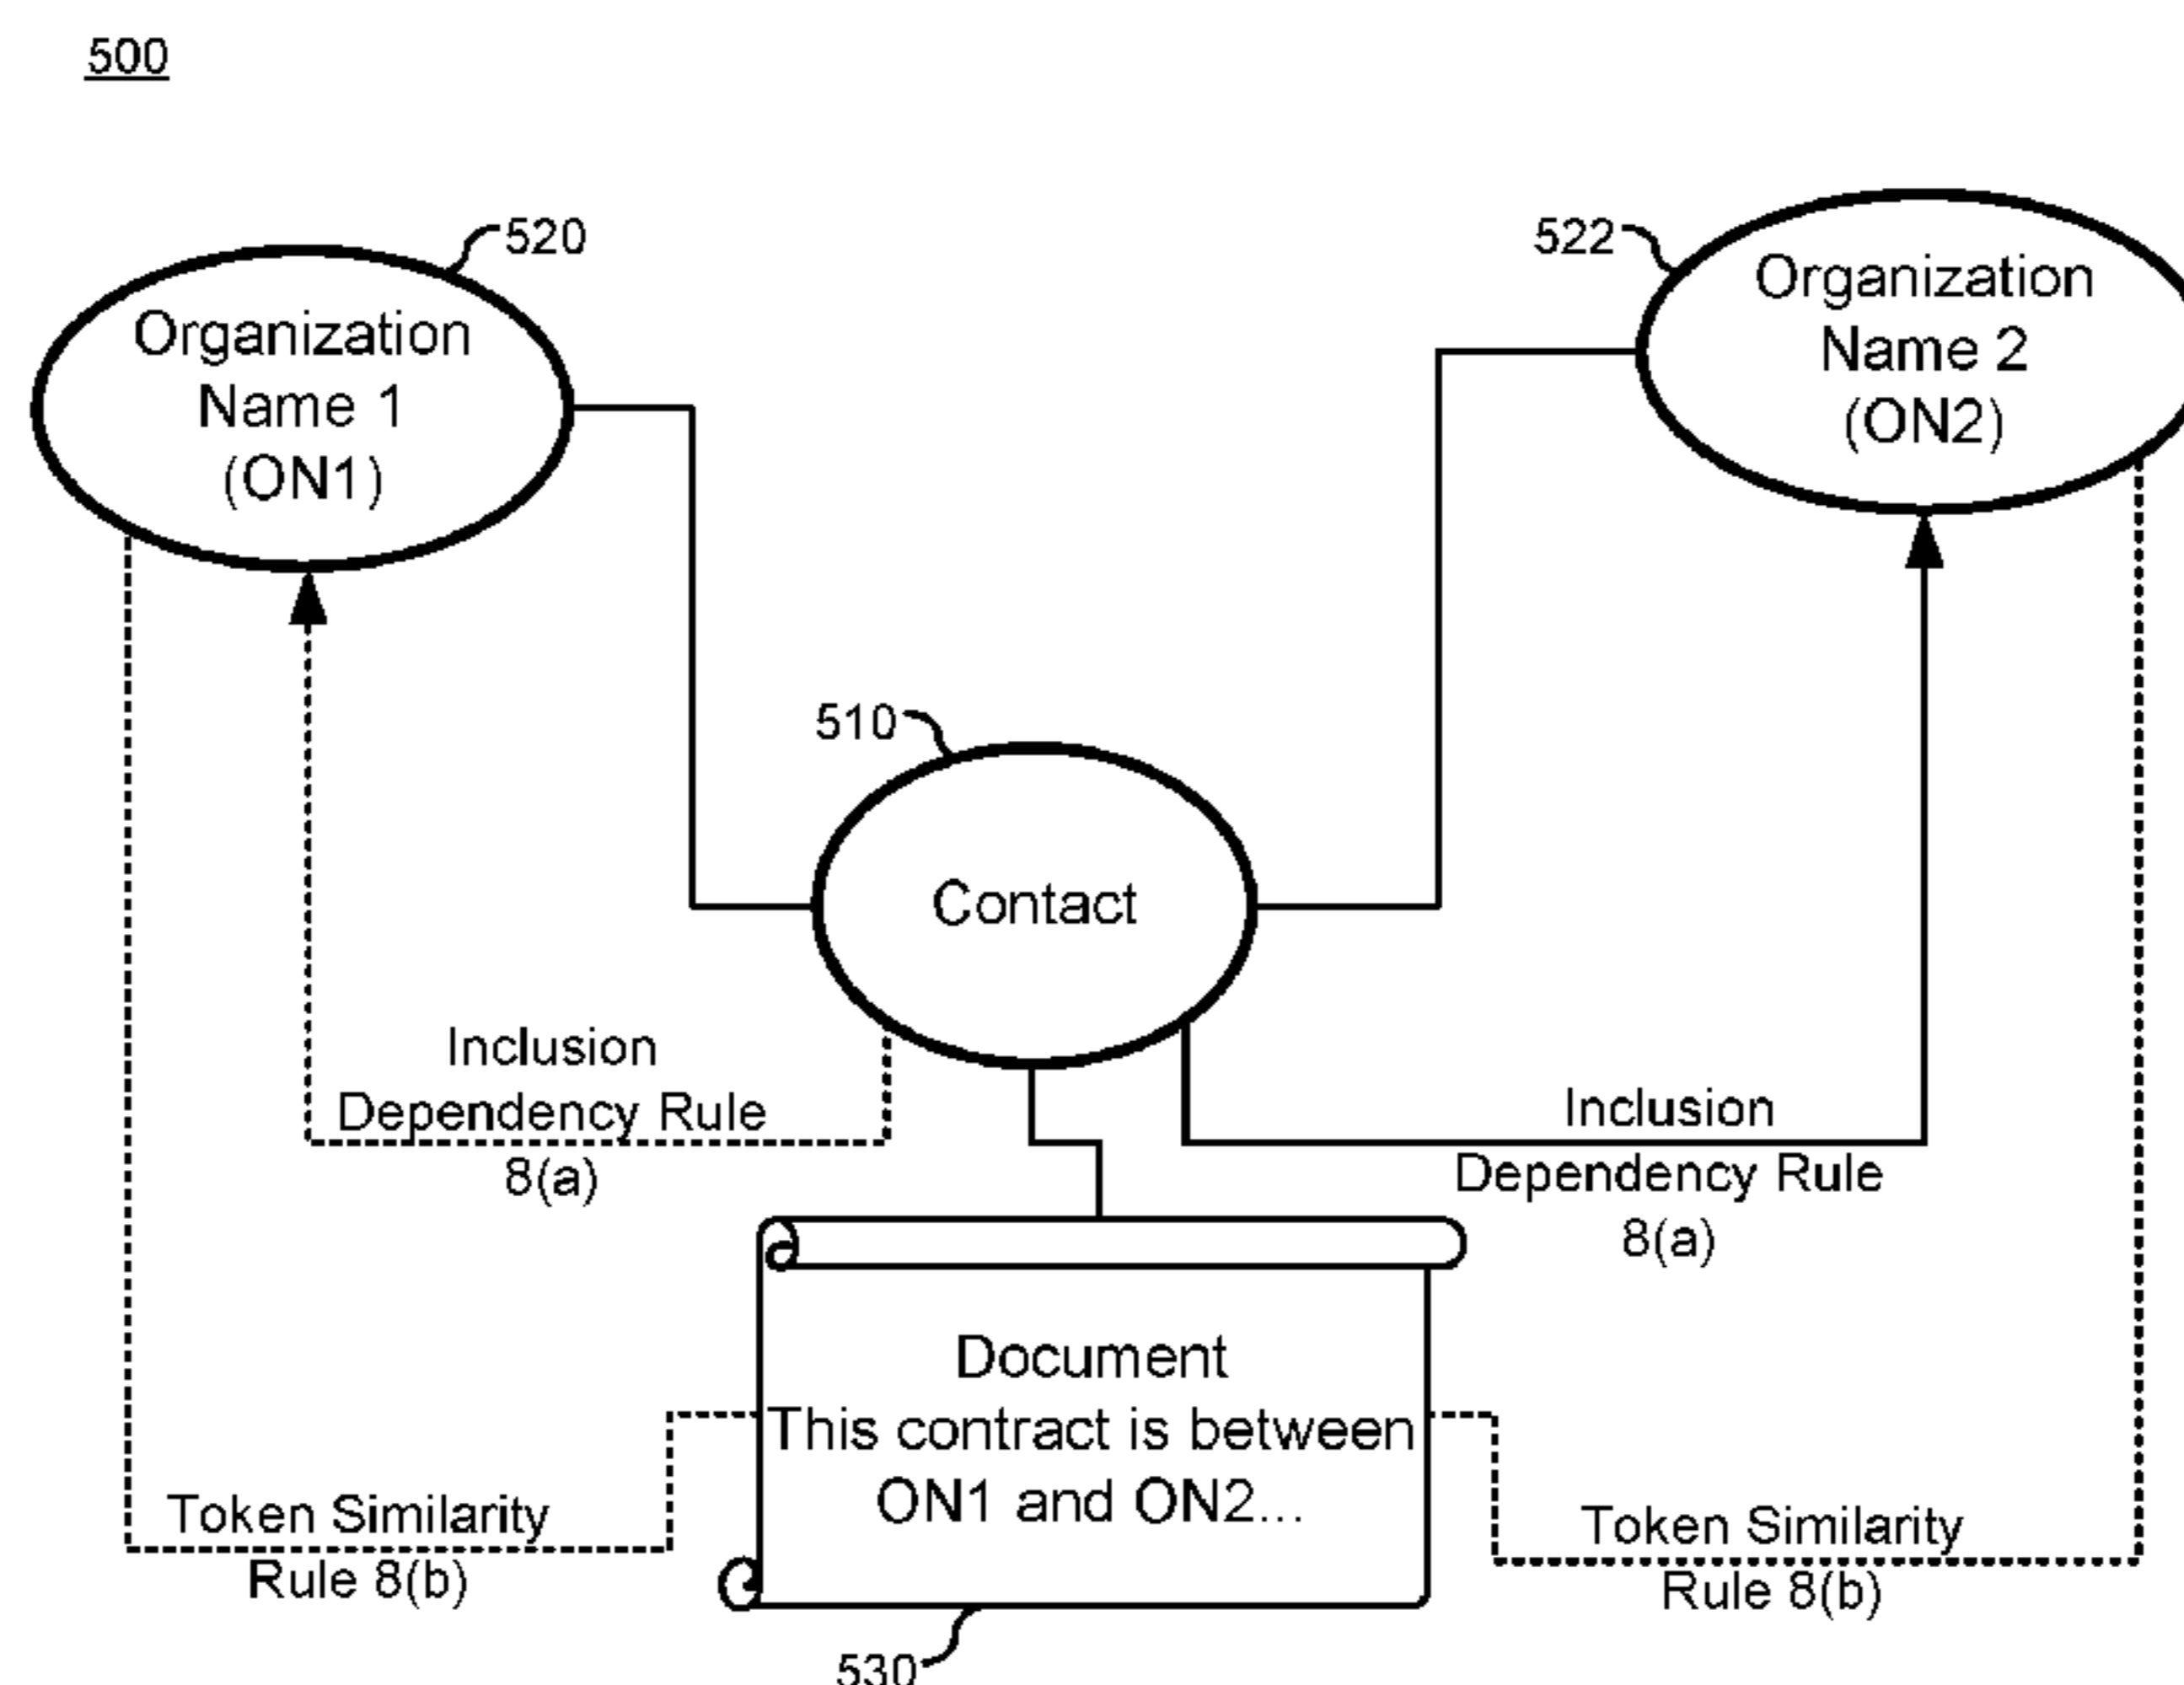 500
520
Organization
Name 1
(ON1)
522
Organization
Name 2
(ON2)
510
Contact
Inclusion
Dependency Rule
8(a)
Inclusion
Dependency Rule
8(a)
Document
This contract is between
ON1 and ON2...
Token Similarity
Rule 8(b)
Token Similarity
Rule 8(b)
530